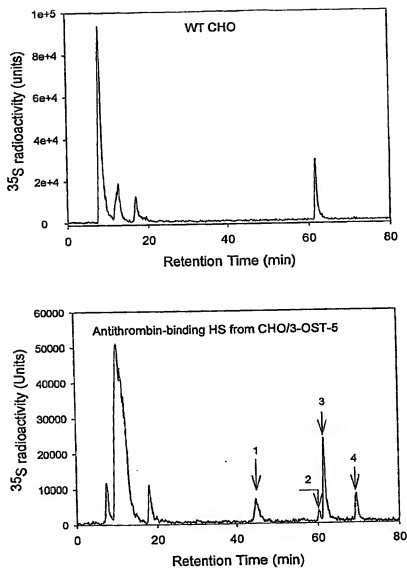 WT CHO
35S radioactivity (units)
1e+5
8e+4
6e+4
4e+4
2e+4
0
0 20 40 60 80
Retention Time (min)
Antithrombin-binding HS from CHO/3-OST-5
35S radioactivity (Units)
60000
50000
40000
30000
20000
10000
0
1
2
3
4
0 20 40 60 80
Retention Time (min)